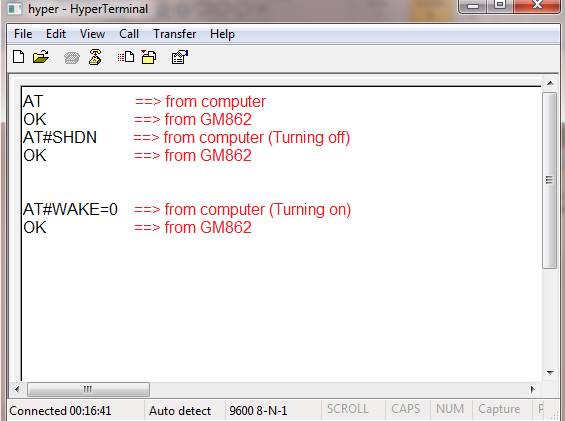 hyper - HyperTerminal
File Edit View Call Transfer Help
AT ==> from computer
OK ==> from GM862
AT#SHDN ==> from computer (Turning off)
OK ==> from GM862
AT#WAKE=0 ==> from computer (Turning on)
OK ==> from GM862
Connected 00:16:41 Auto detect 9600 8-N-1 SCROLL CAPS NUM Capture P